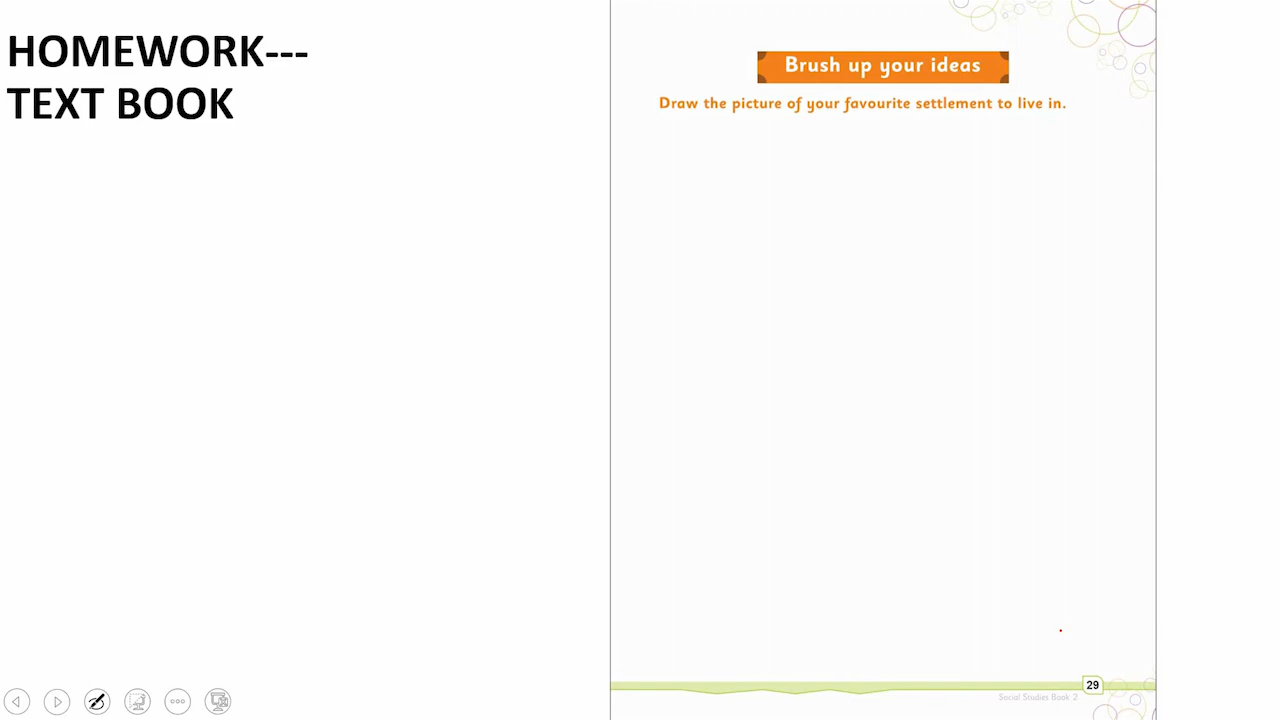 HOMEWORK---
TEXT BOOK
Brush up your ideas
Draw the picture of your favourite settlement to live in.
29
Social Studies Book 2